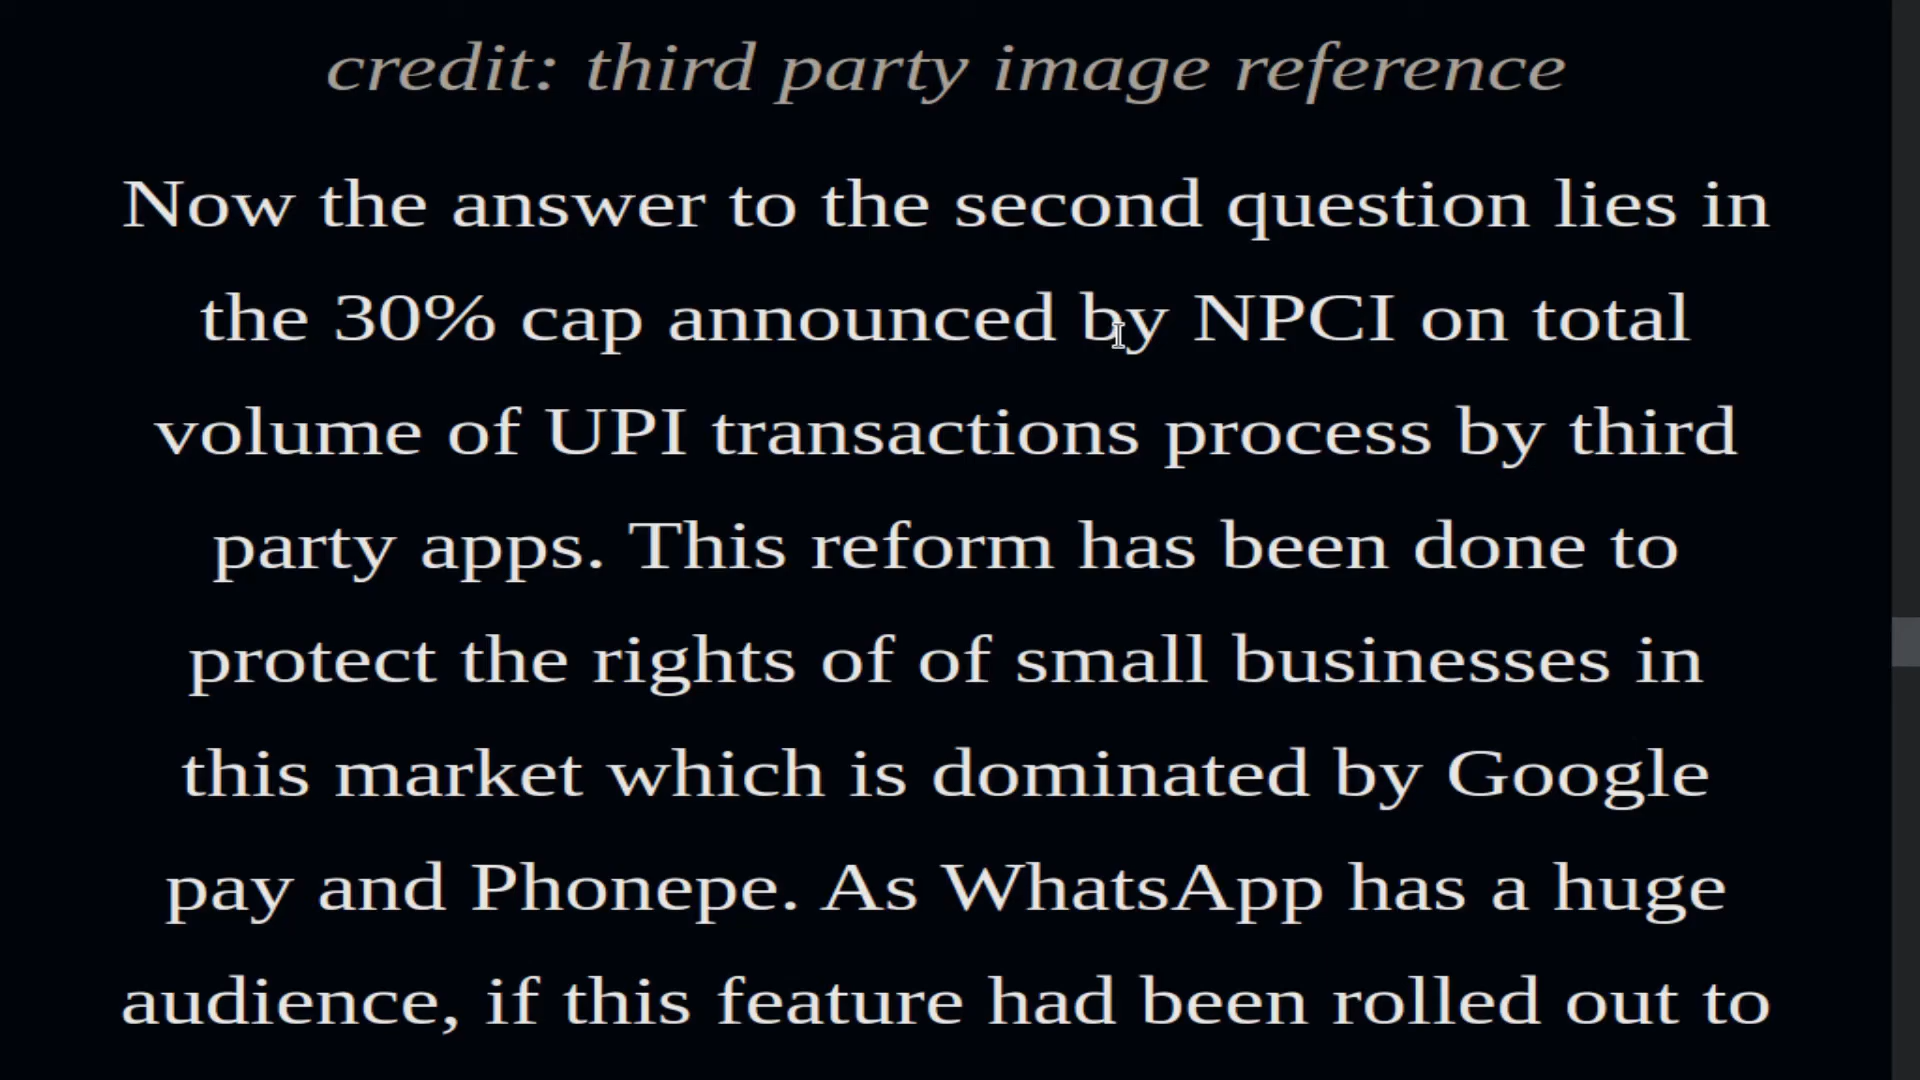 credit: third party image reference
Now the answer to the second question lies in
the 30% cap announced by NPCI on total
volume of UPI transactions process by third
party apps. This reform has been done to
protect the rights of of small businesses in
this market which is dominated by Google
pay and Phonepe. As WhatsApp has a huge
audience, if this feature had been rolled out to